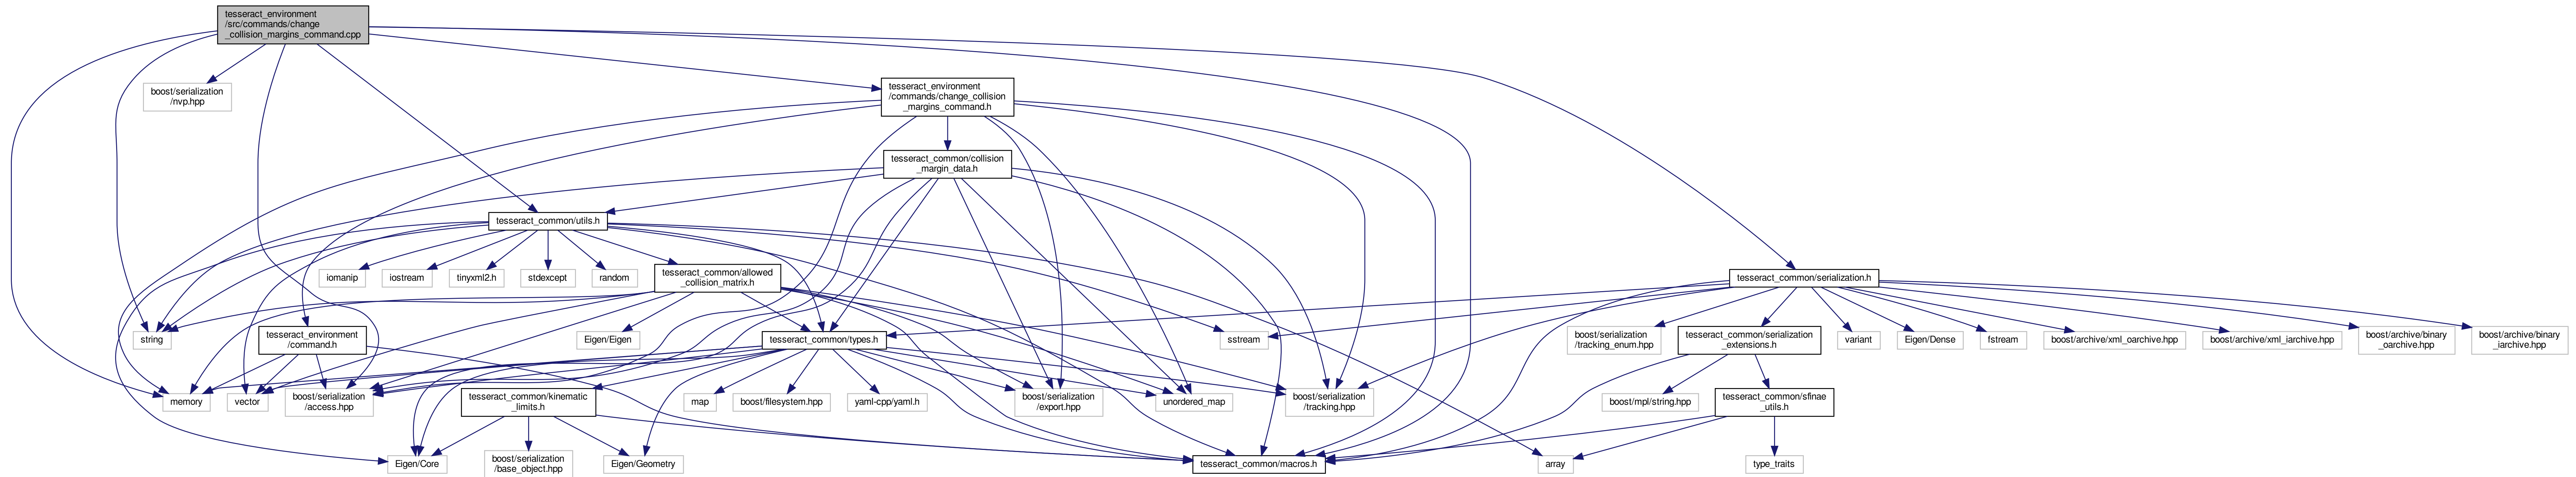 tesseract_environment
/src/commands/change
_collision_margins_command.cpp
boost/serialization
/nvp.hpp
tesseract_environment
/commands/change_collision
_margins_command.h
tesseract_common/collision
_margin_data.h
tesseract_common/utils.h
iomanip
iostream
tinyxml2.h
stdexcept
random
tesseract_common/allowed
_collision_matrix.h
tesseract_common/serialization.h
string
tesseract_environment
/command.h
Eigen/Eigen
tesseract_common/types.h
sstream
boost/serialization
/tracking_enum.hpp
tesseract_common/serialization
_extensions.h
variant
Eigen/Dense
fstream
boost/archive/xml_oarchive.hpp
boost/archive/xml_iarchive.hpp
boost/archive/binary
_oarchive.hpp
boost/archive/binary
_iarchive.hpp
memory
vector
boost/serialization
/access.hpp
tesseract_common/kinematic
_limits.h
map
boost/filesystem.hpp
yaml-cpp/yaml.h
boost/serialization
/export.hpp
unordered_map
boost/serialization
/tracking.hpp
boost/mpl/string.hpp
tesseract_common/sfinae
_utils.h
Eigen/Core
boost/serialization
/base_object.hpp
Eigen/Geometry
tesseract_common/macros.h
array
type_traits